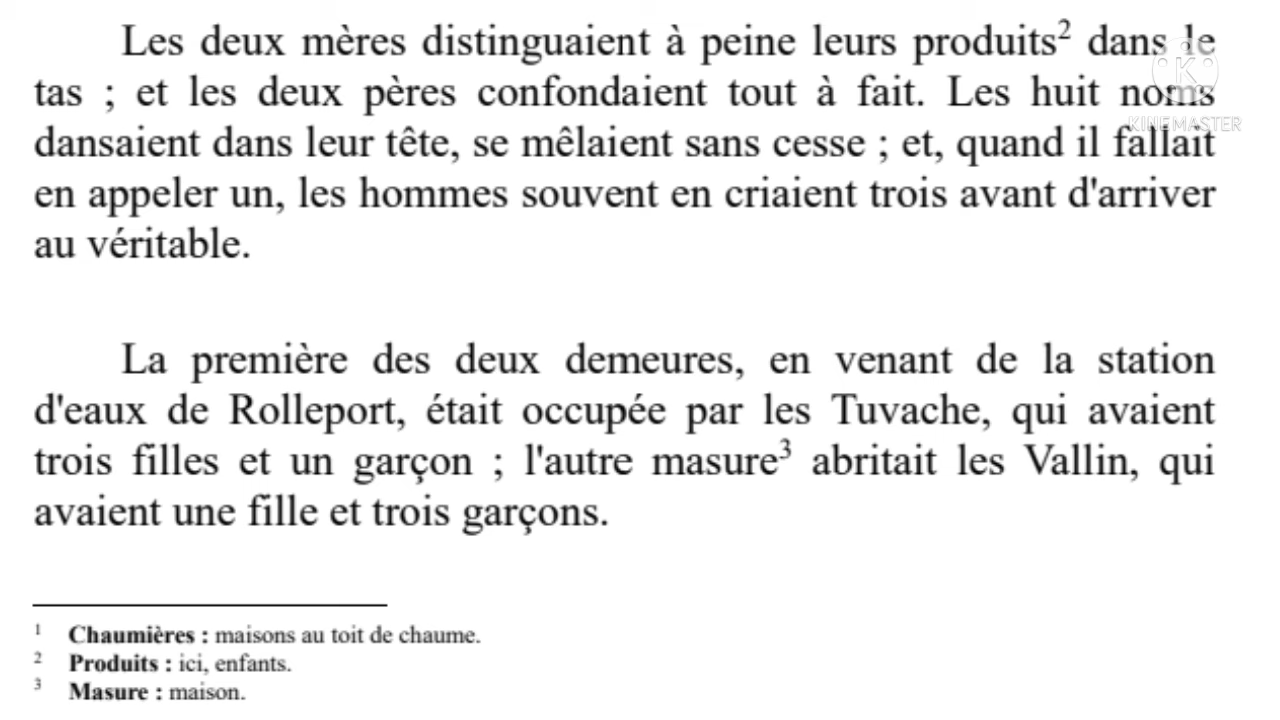 Les deux mères distinguaient à peine leurs produits² dans le
tas ; et les deux pères confondaient tout à fait. Les huit noms
dansaient dans leur tête, se mêlaient sans cesse ; et, quand il fallait
en appeler un, les hommes souvent en criaient trois avant d'arriver
au véritable.
La première des deux demeures, en venant de la station
d'eaux de Rolleport, était occupée par les Tuvache, qui avaient
trois filles et un garçon ; l'autre masure³ abritait les Vallin, qui
avaient une fille et trois garçons.
¹ Chaumières : maisons au toit de chaume.
² Produits : ici, enfants.
³ Masure : maison.
K
KINEMASTER